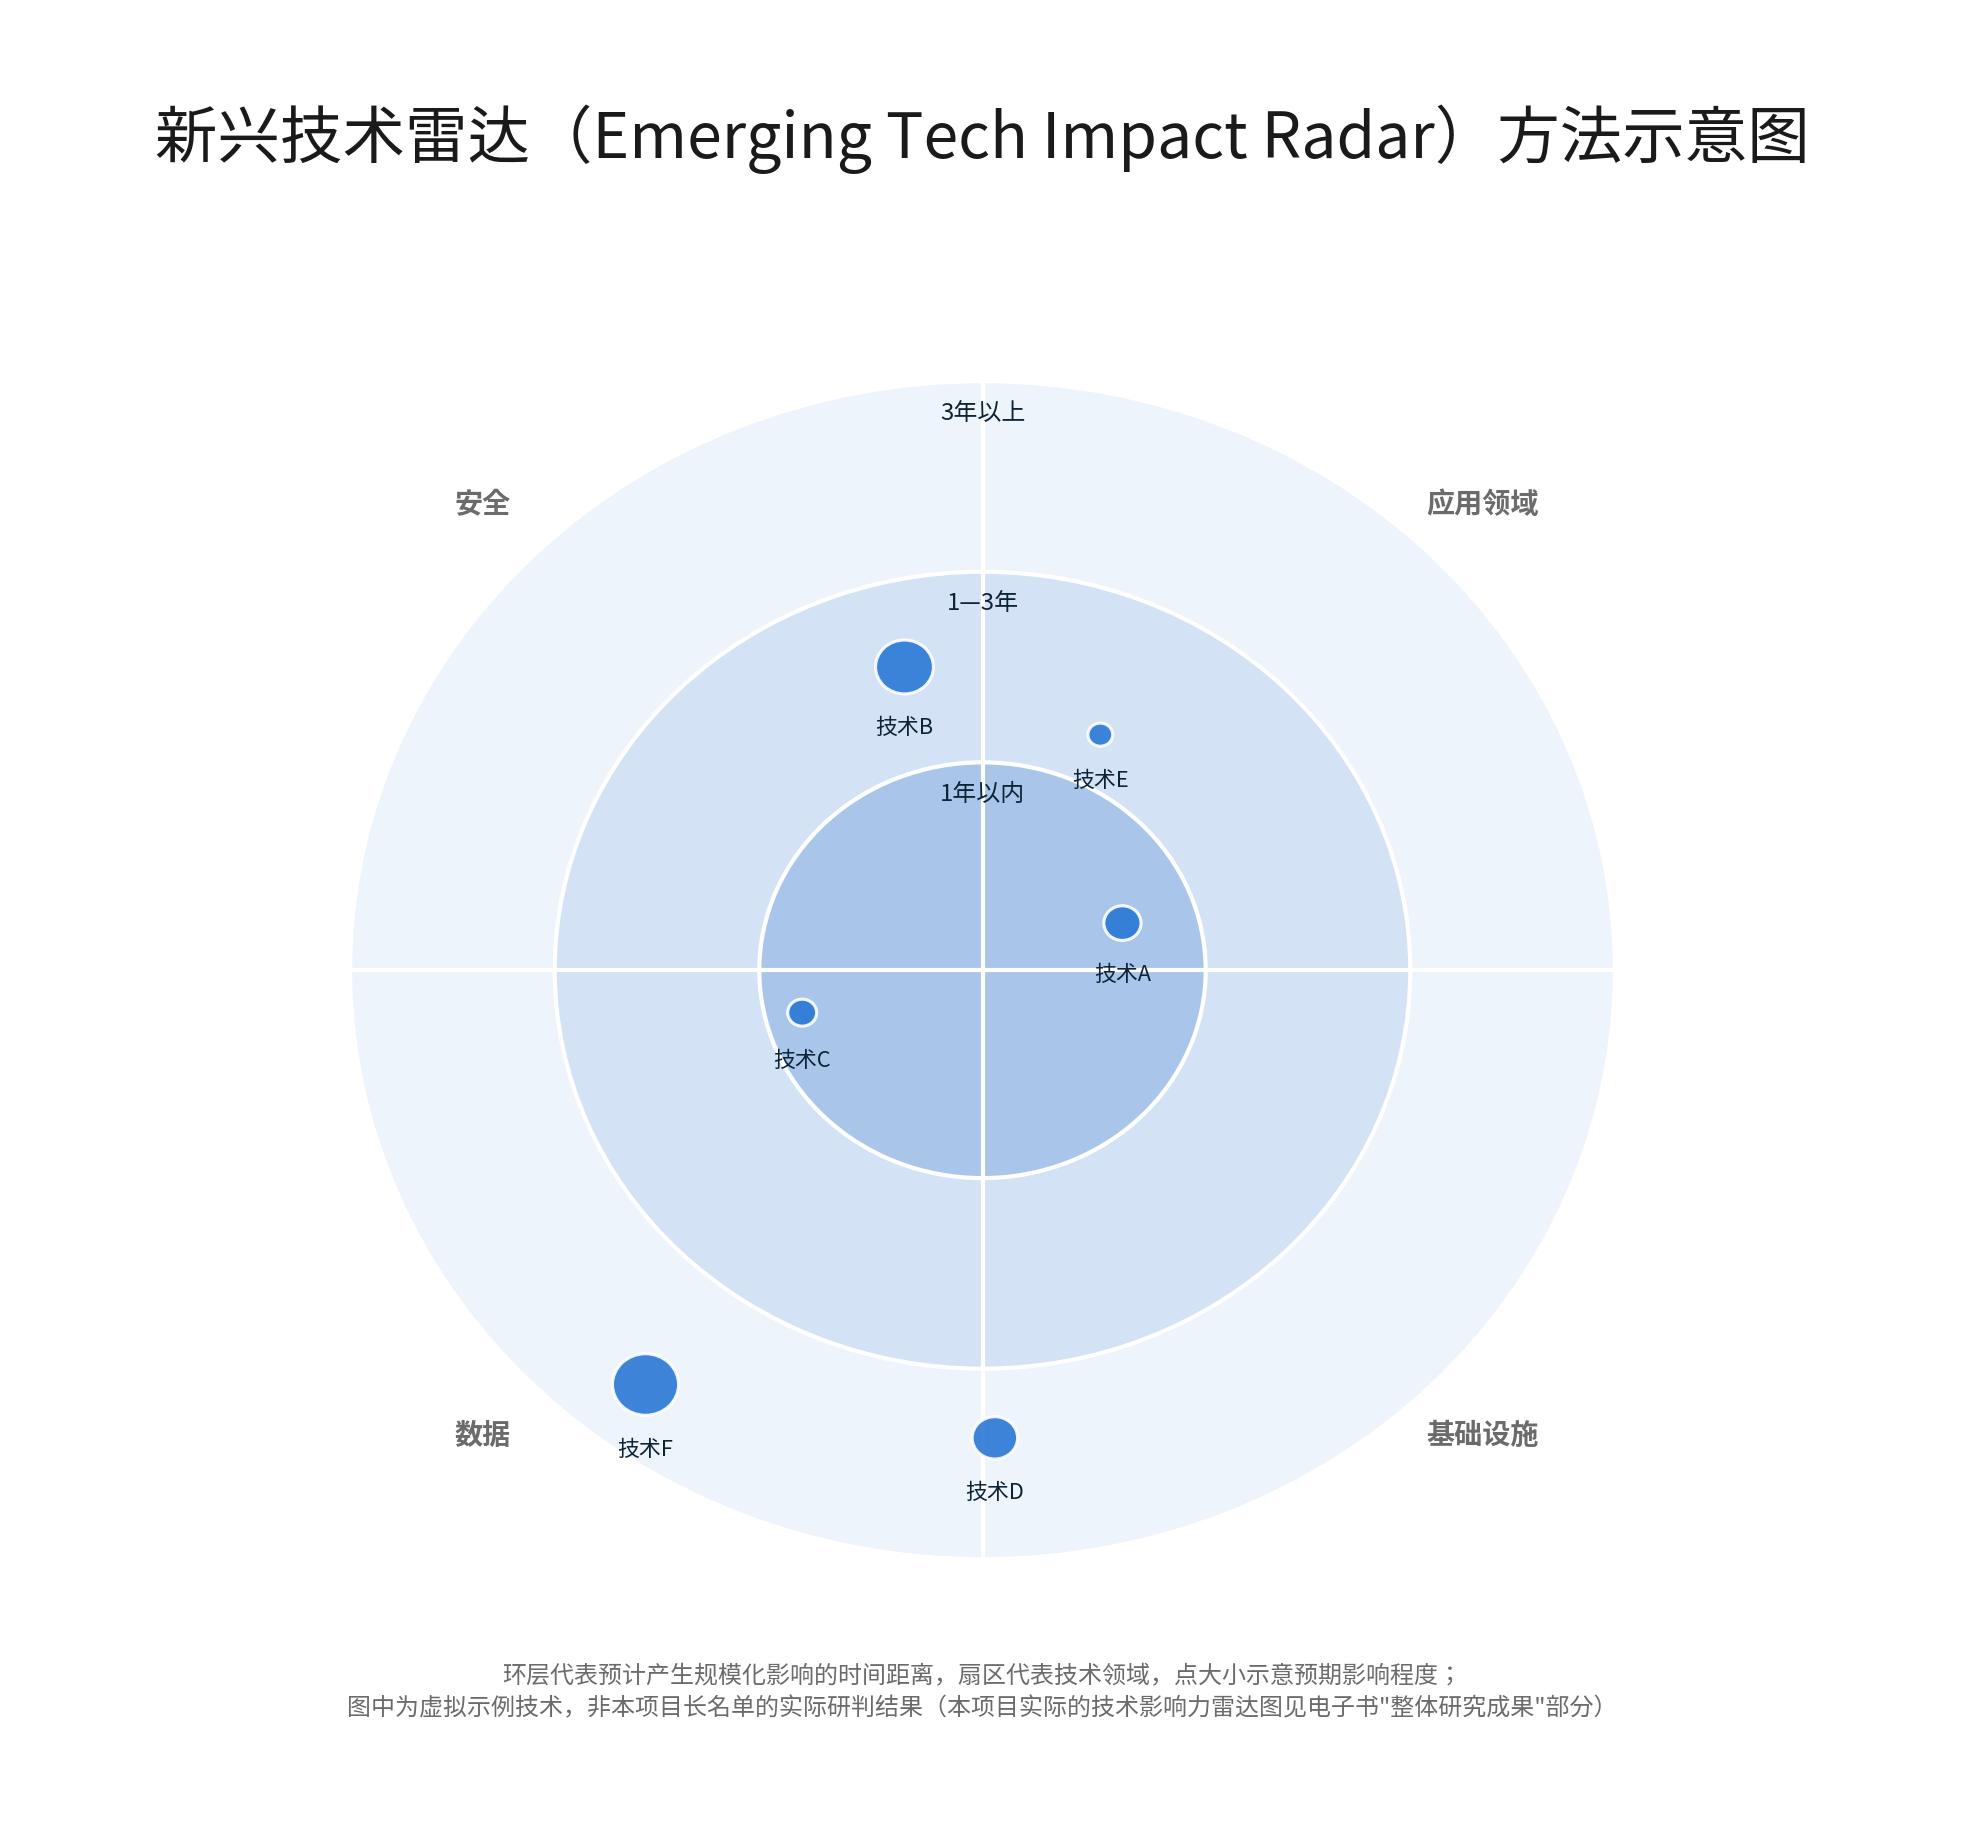 新兴技术雷达（Emerging Tech Impact Radar）方法示意图
3年以上
安全
应用领域
1—3年
技术B
技术E
1年以内
技术A
技术C
数据
基础设施
技术F
技术D
环层代表预计产生规模化影响的时间距离，扇区代表技术领域，点大小示意预期影响程度；
图中为虚拟示例技术，非本项目长名单的实际研判结果（本项目实际的技术影响力雷达图见电子书"整体研究成果"部分）